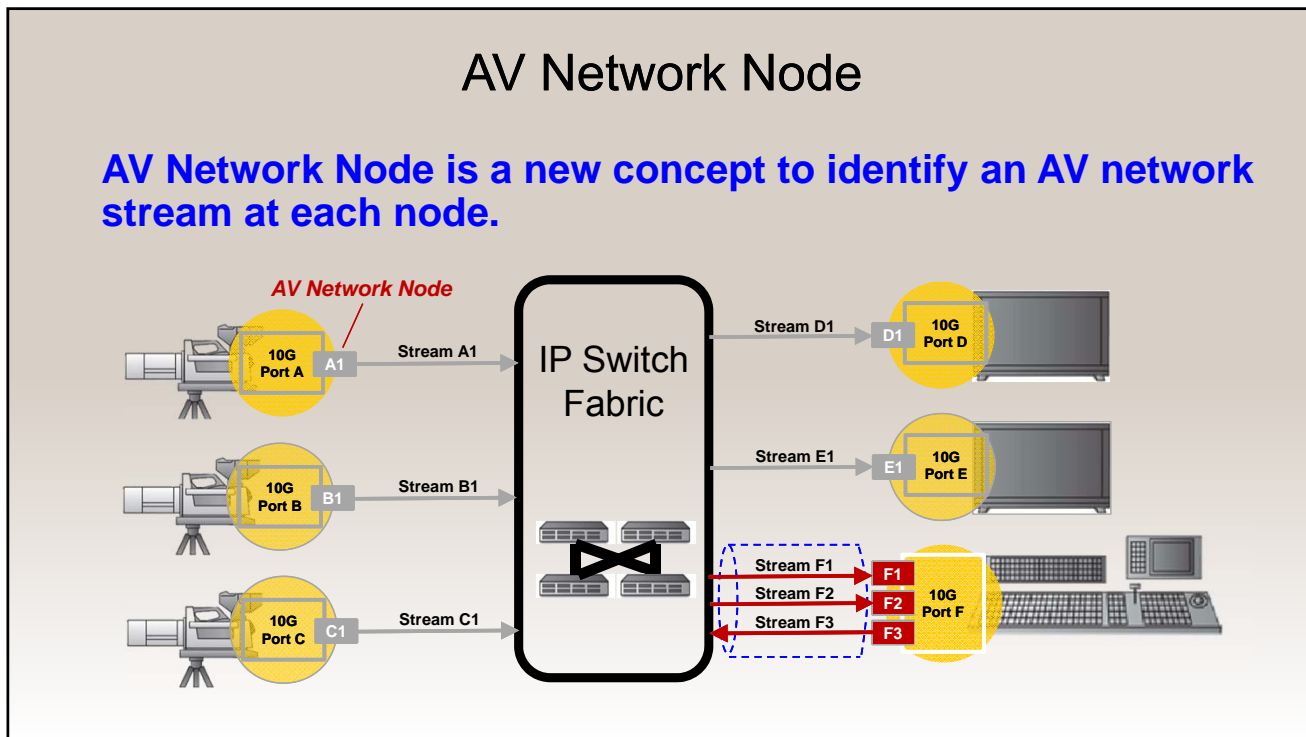 AV Network Node
AV Network Node is a new concept to identify an AV network
stream at each node.
AV Network Node
10G
Port A
A1
Stream A1
10G
Port B
B1
Stream B1
10G
Port C
C1
Stream C1
IP Switch
Fabric
Stream D1
D1
10G
Port D
Stream E1
E1
10G
Port E
Stream F1
F1
Stream F2
F2
Stream F3
F3
10G
Port F